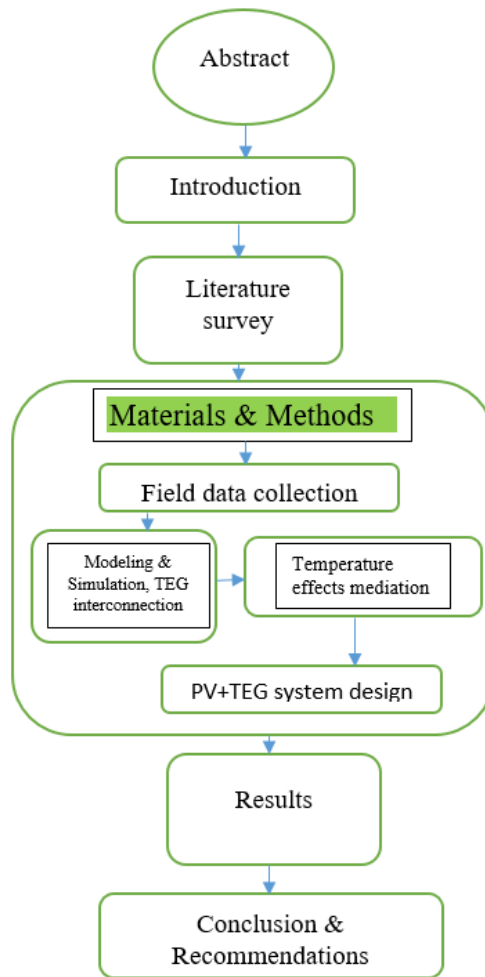 Abstract
Introduction
Literature
survey
Materials & Methods
Field data collection
Modeling &
Simulation, TEG
interconnection
Temperature
effects mediation
PV+TEG system design
Results
Conclusion &
Recommendations